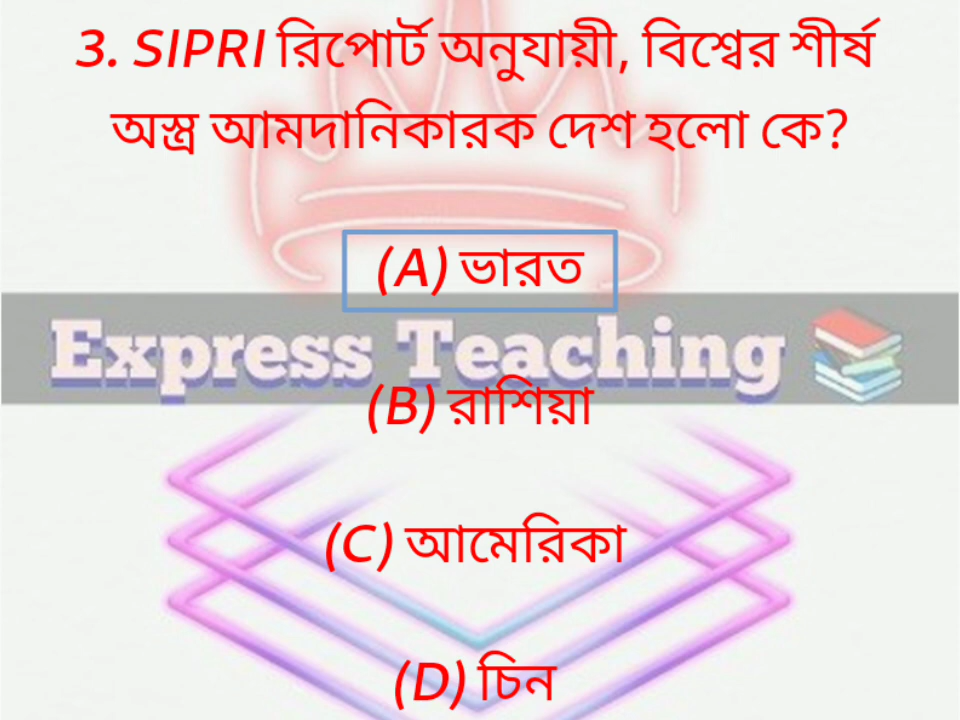 3. SIPRI রিপোর্ট অনুযায়ী, বিশ্বের শীর্ষ
অস্ত্র আমদানিকারক দেশ হলো কে?
(A) ভারত
Express Teaching
(B) রাশিয়া
(C) আমেরিকা
(D) চিন